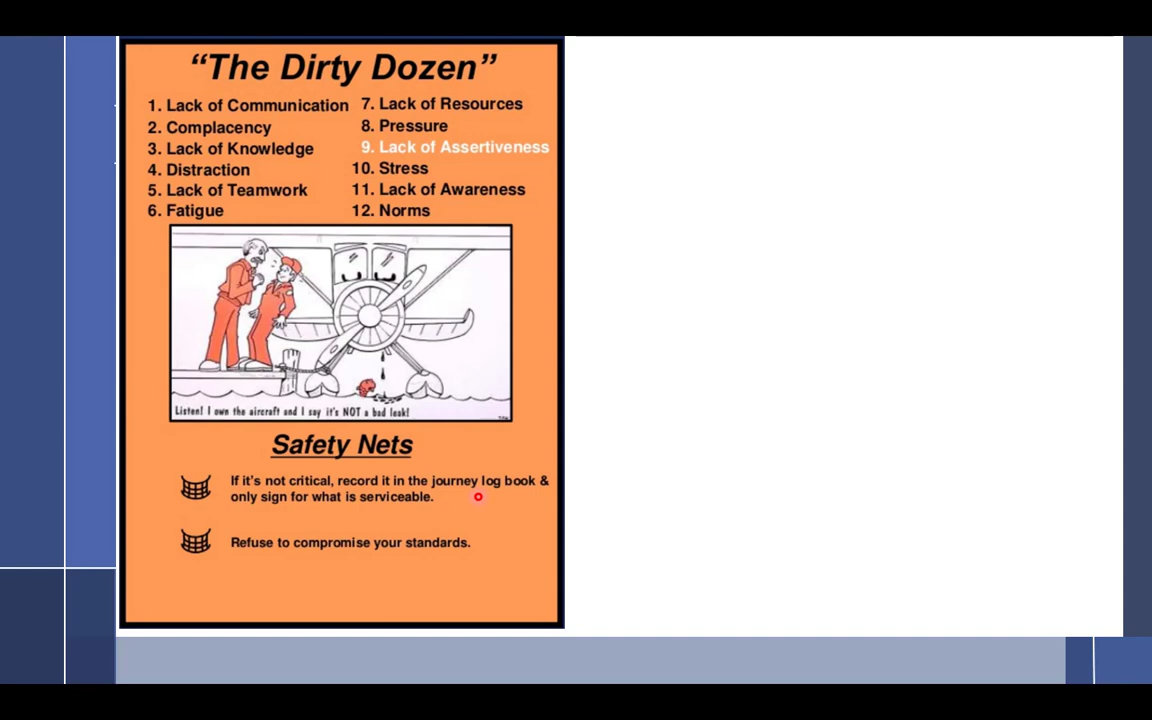 “The Dirty Dozen”
1. Lack of Communication
2. Complacency
3. Lack of Knowledge
4. Distraction
5. Lack of Teamwork
6. Fatigue
7. Lack of Resources
8. Pressure
9. Lack of Assertiveness
10. Stress
11. Lack of Awareness
12. Norms
Listen! I own the aircraft and I say it's NOT a bad leak!
Safety Nets
If it's not critical, record it in the journey log book &
only sign for what is serviceable.
Refuse to compromise your standards.